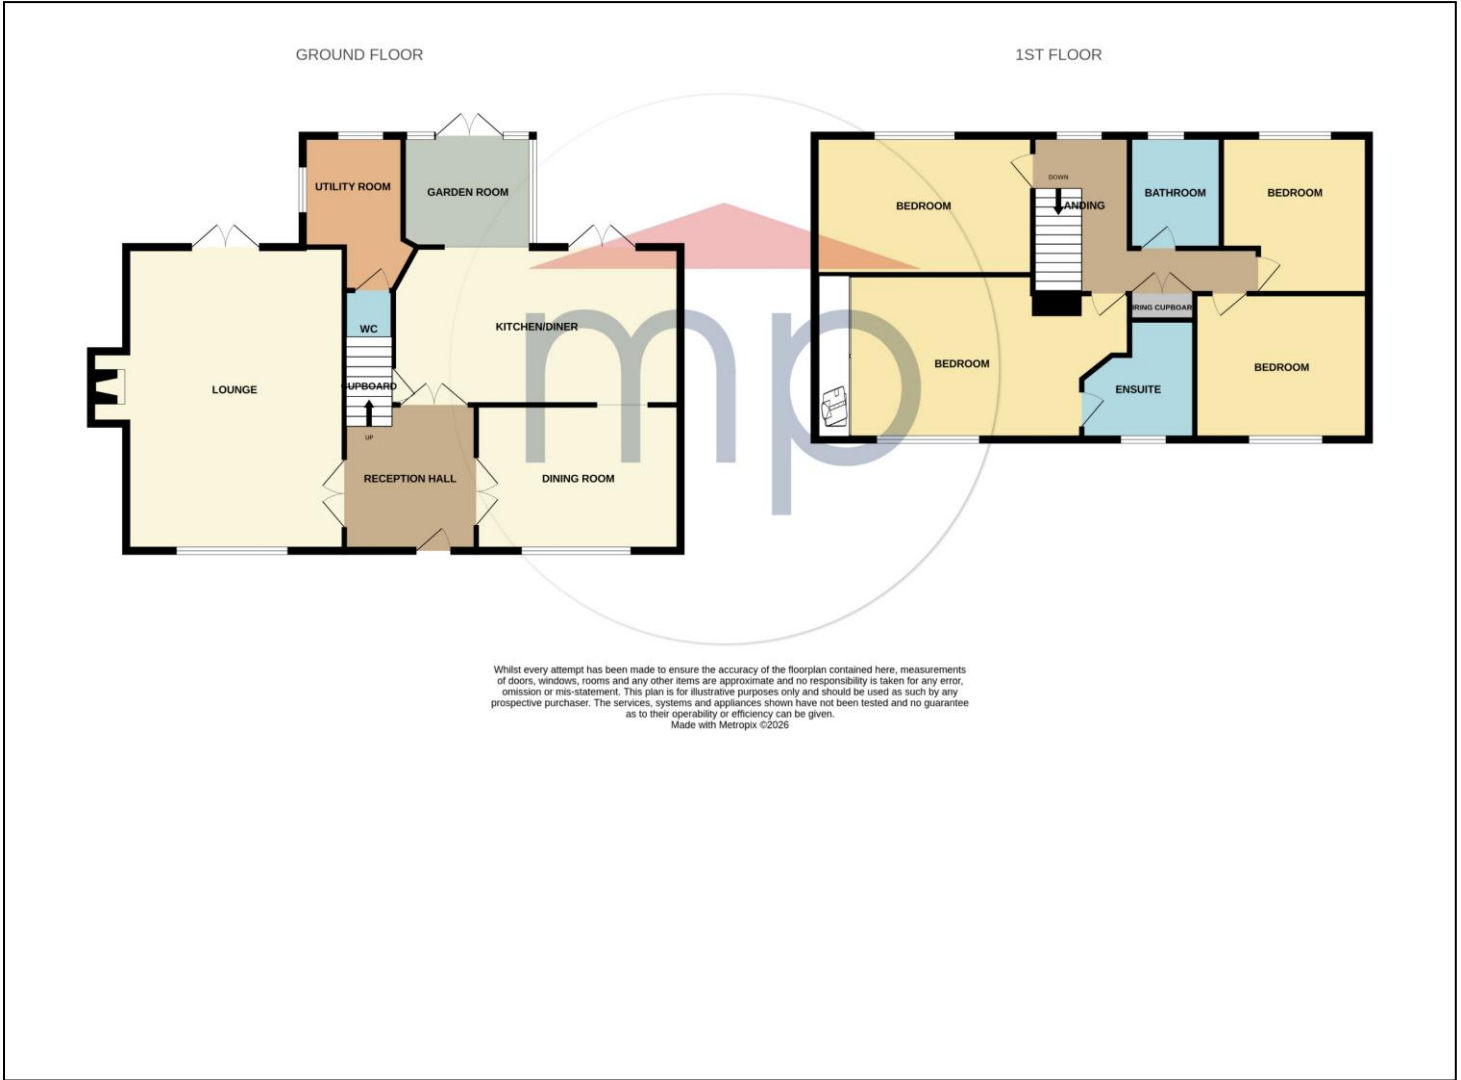 GROUND FLOOR
1ST FLOOR
UTILITY ROOM
GARDEN ROOM
WC
KITCHEN/DINER
LOUNGE
CUPBOARD
UP
RECEPTION HALL
DINING ROOM
DOWN
BEDROOM
LANDING
BATHROOM
BEDROOM
IRING CUPBOAR
BEDROOM
ENSUITE
BEDROOM
mp
Whilst every attempt has been made to ensure the accuracy of the floorplan contained here, measurements
of doors, windows, rooms and any other items are approximate and no responsibility is taken for any error,
omission or mis-statement. This plan is for illustrative purposes only and should be used as such by any
prospective purchaser. The services, systems and appliances shown have not been tested and no guarantee
as to their operability or efficiency can be given.
Made with Metropix ©2026